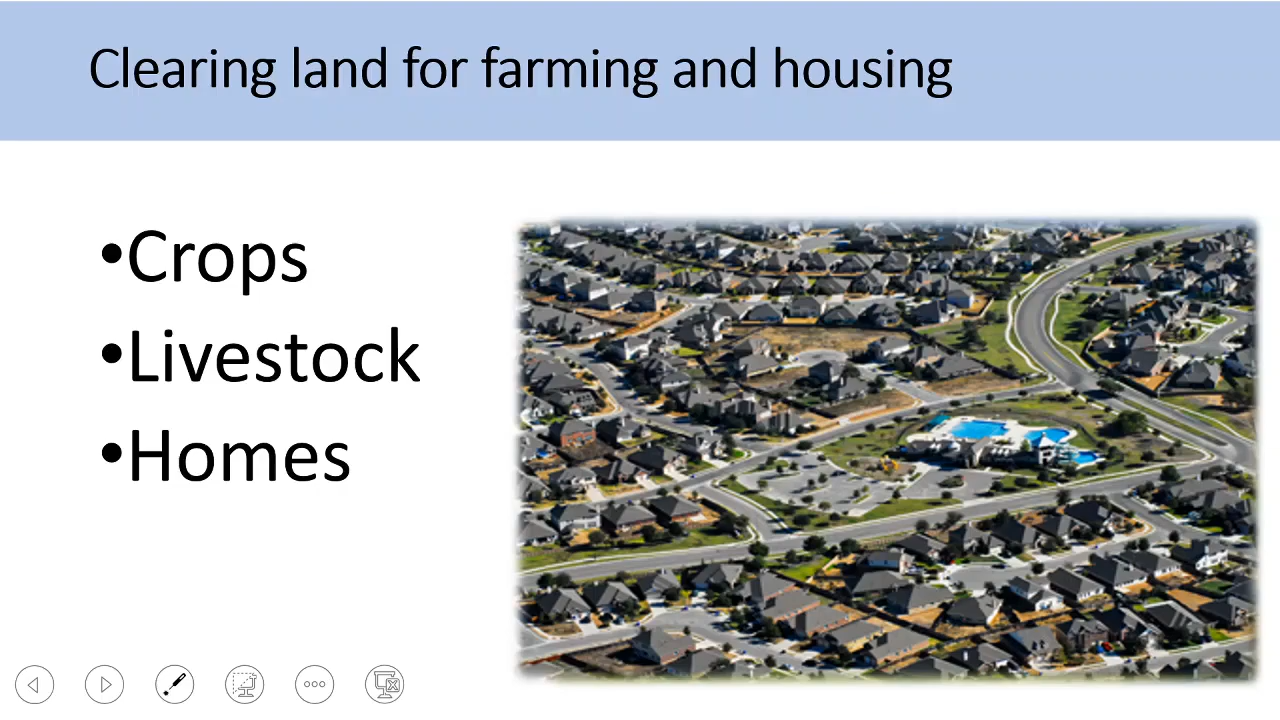 Clearing land for farming and housing
•Crops
•Livestock
•Homes